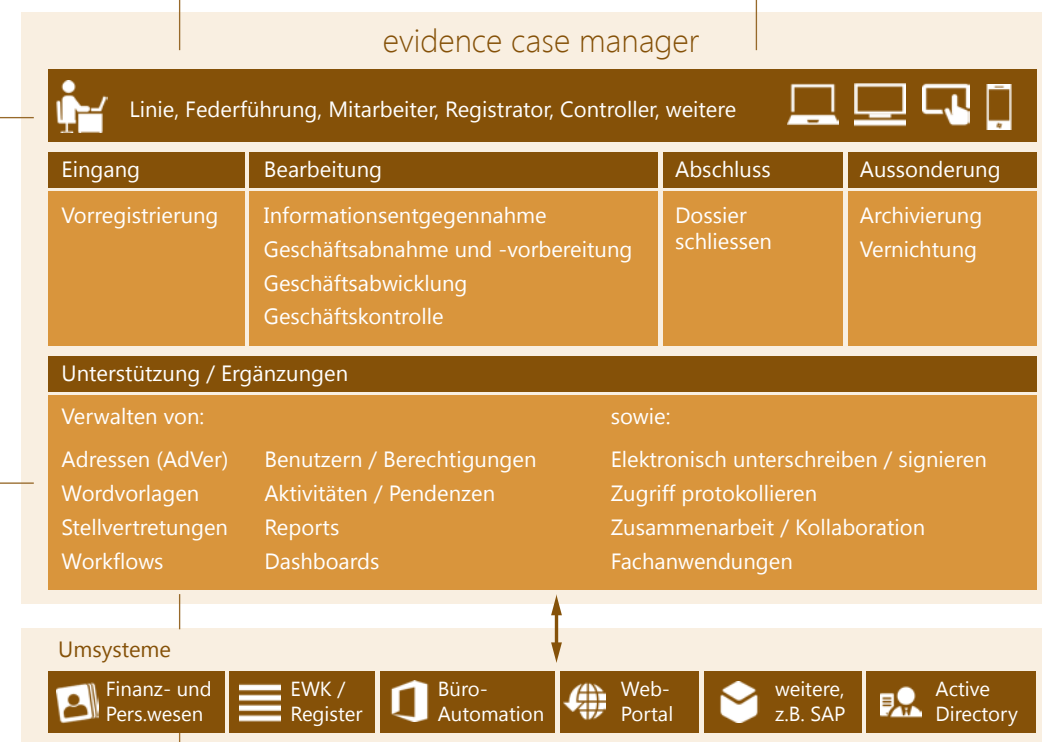 evidence case manager
Linie, Federführung, Mitarbeiter, Registrator, Controller, weitere
Eingang
Vorregistrierung
Bearbeitung
Informationsentgegennahme
Geschäftsabnahme und -vorbereitung
Geschäftsabwicklung
Geschäftskontrolle
Abschluss
Dossier
schliessen
Aussonderung
Archivierung
Vernichtung
Unterstützung / Ergänzungen
Verwalten von:
Adressen (AdVer)
Wordvorlagen
Stellvertretungen
Workflows
Benutzern / Berechtigungen
Aktivitäten / Pendenzen
Reports
Dashboards
sowie:
Elektronisch unterschreiben / signieren
Zugriff protokollieren
Zusammenarbeit / Kollaboration
Fachanwendungen
Umsysteme
Finanz- und
Pers.wesen
EWK /
Register
Büro-
Automation
Web-
Portal
weitere,
z.B. SAP
Active
Directory